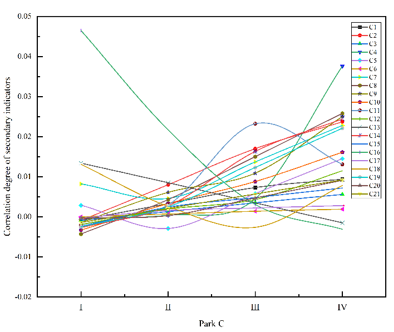 Correlation degree of secondary indicators
0.05
0.04
0.03
0.02
0.01
0.00
-0.01
-0.02
I
II
III
IV
Park C
C1
C2
C3
C4
C5
C6
C7
C8
C9
C10
C11
C12
C13
C14
C15
C16
C17
C18
C19
C20
C21